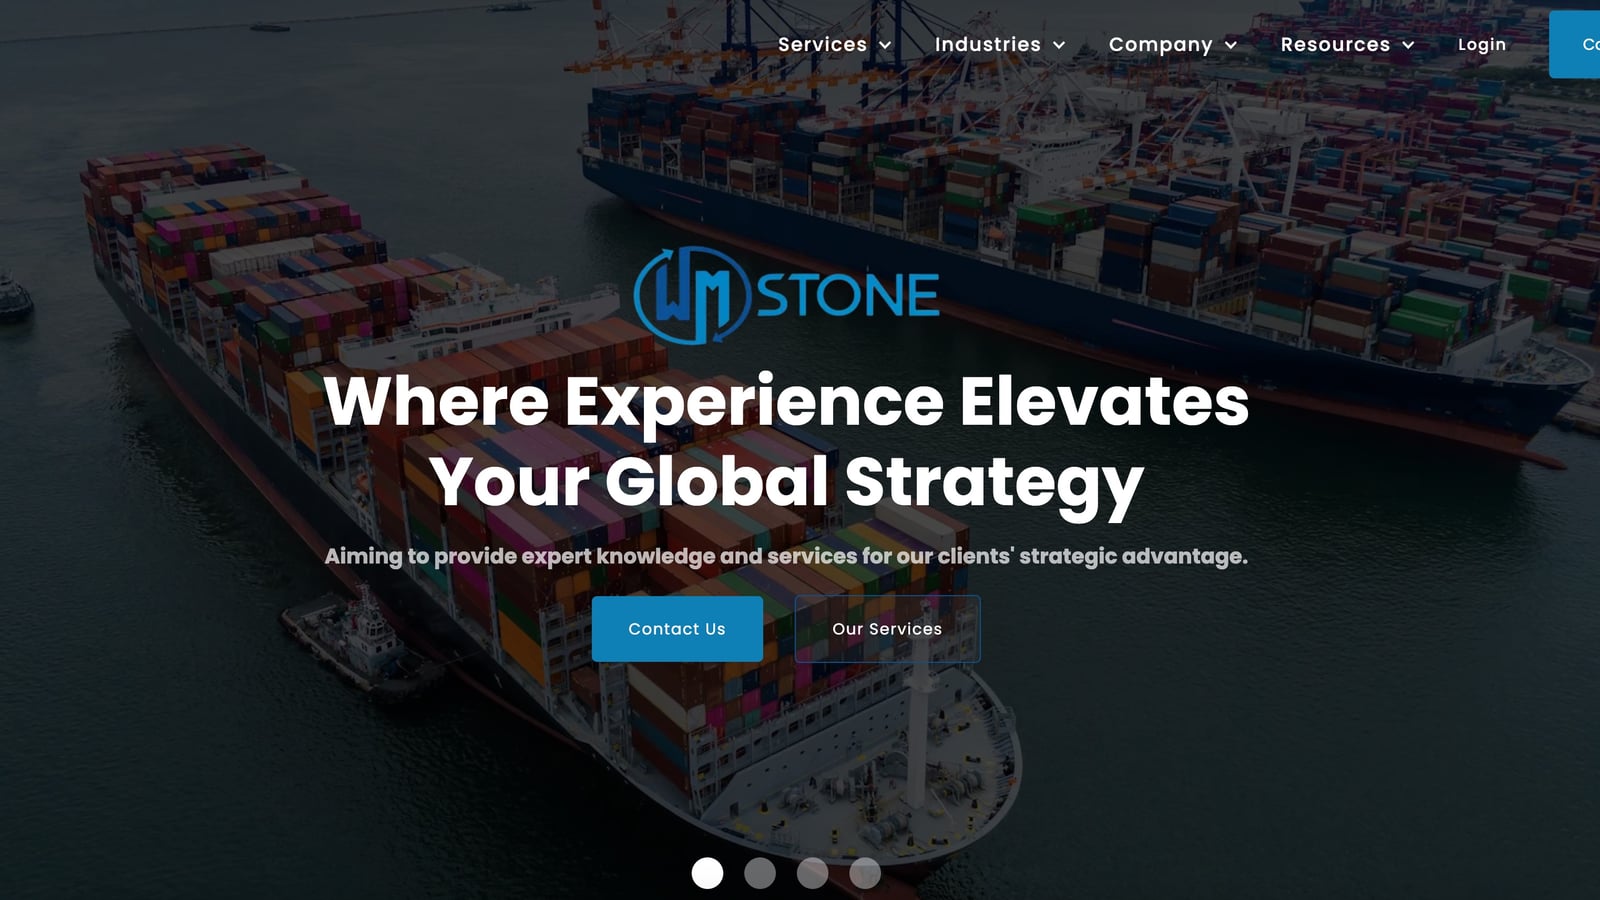 Services
Industries
Company
Resources
Login
WM STONE
Where Experience Elevates
Your Global Strategy
Aiming to provide expert knowledge and services for our clients' strategic advantage.
Contact Us
Our Services